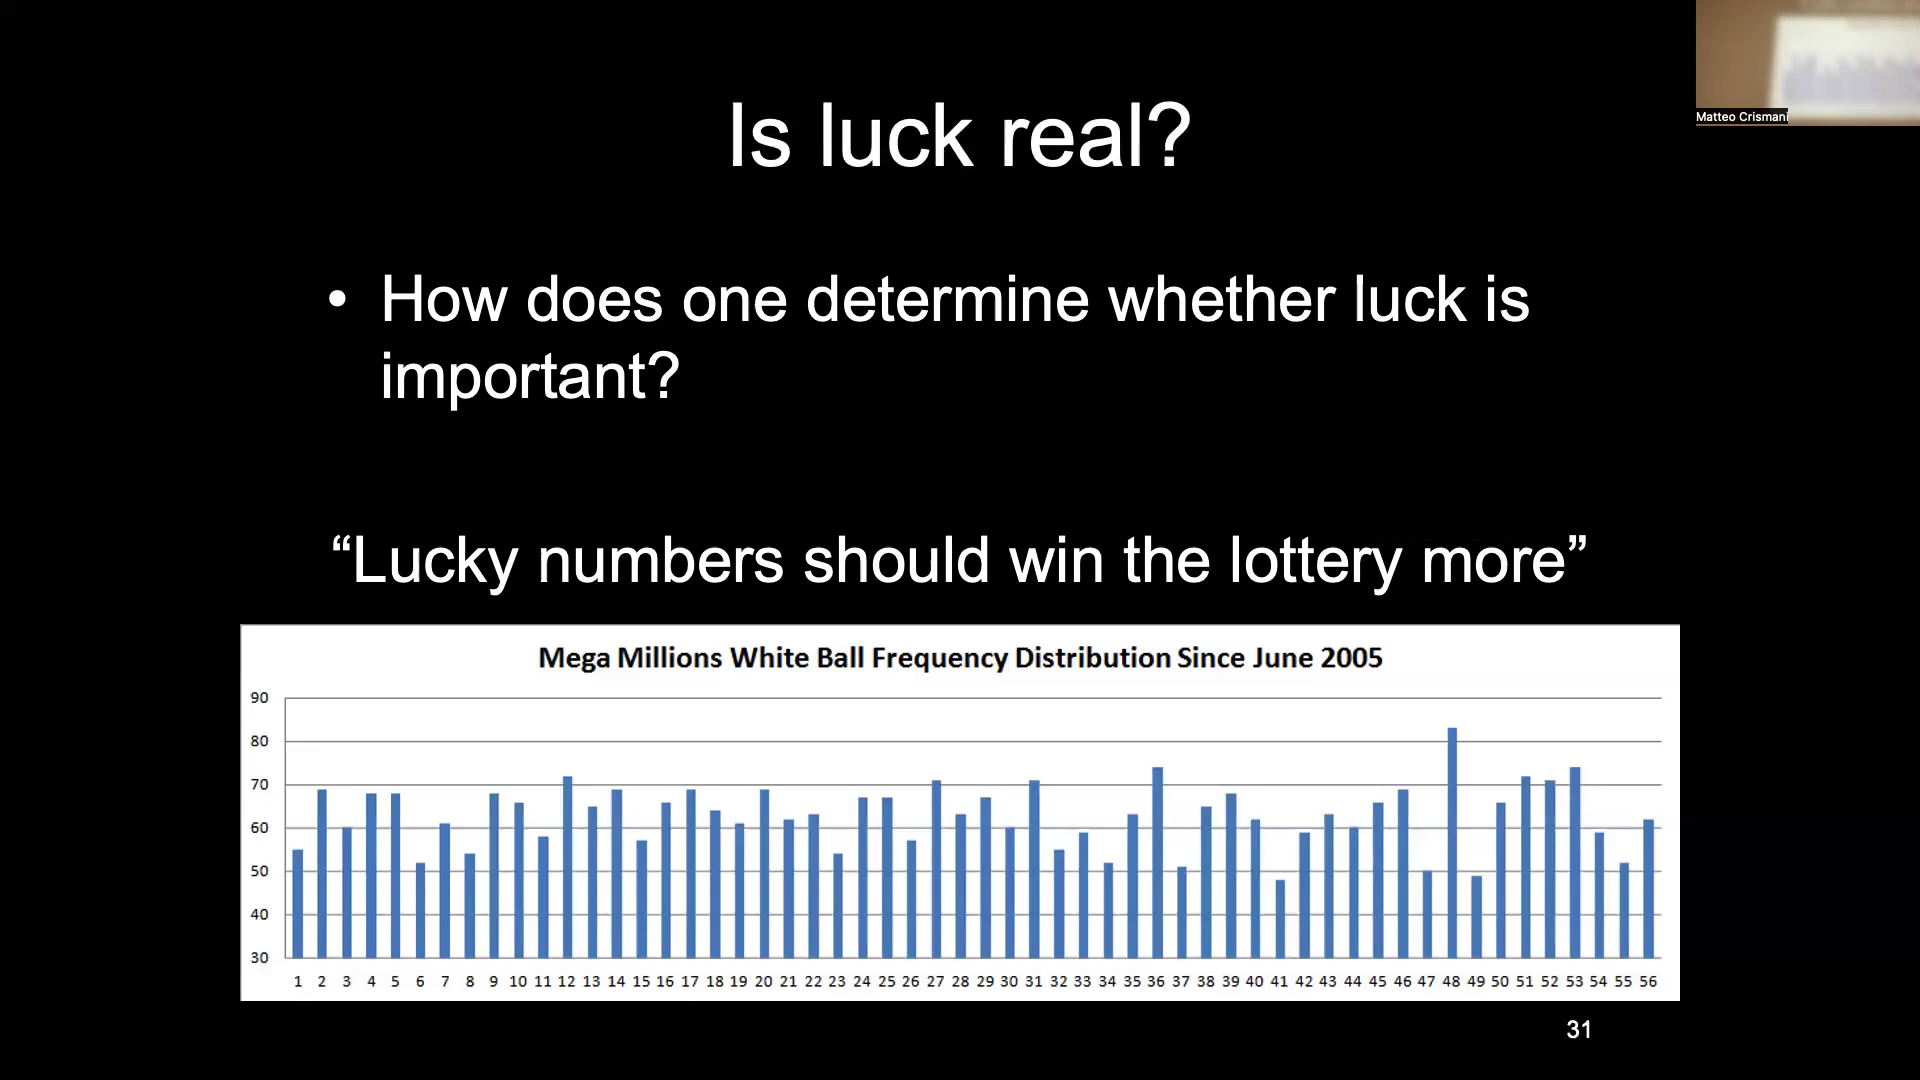 Matteo Crismani
Is luck real?
• How does one determine whether luck is
important?
“Lucky numbers should win the lottery more”
Mega Millions White Ball Frequency Distribution Since June 2005
90
80
70
60
50
40
30
1 2 3 4 5 6 7 8 9 10 11 12 13 14 15 16 17 18 19 20 21 22 23 24 25 26 27 28 29 30 31 32 33 34 35 36 37 38 39 40 41 42 43 44 45 46 47 48 49 50 51 52 53 54 55 56
31